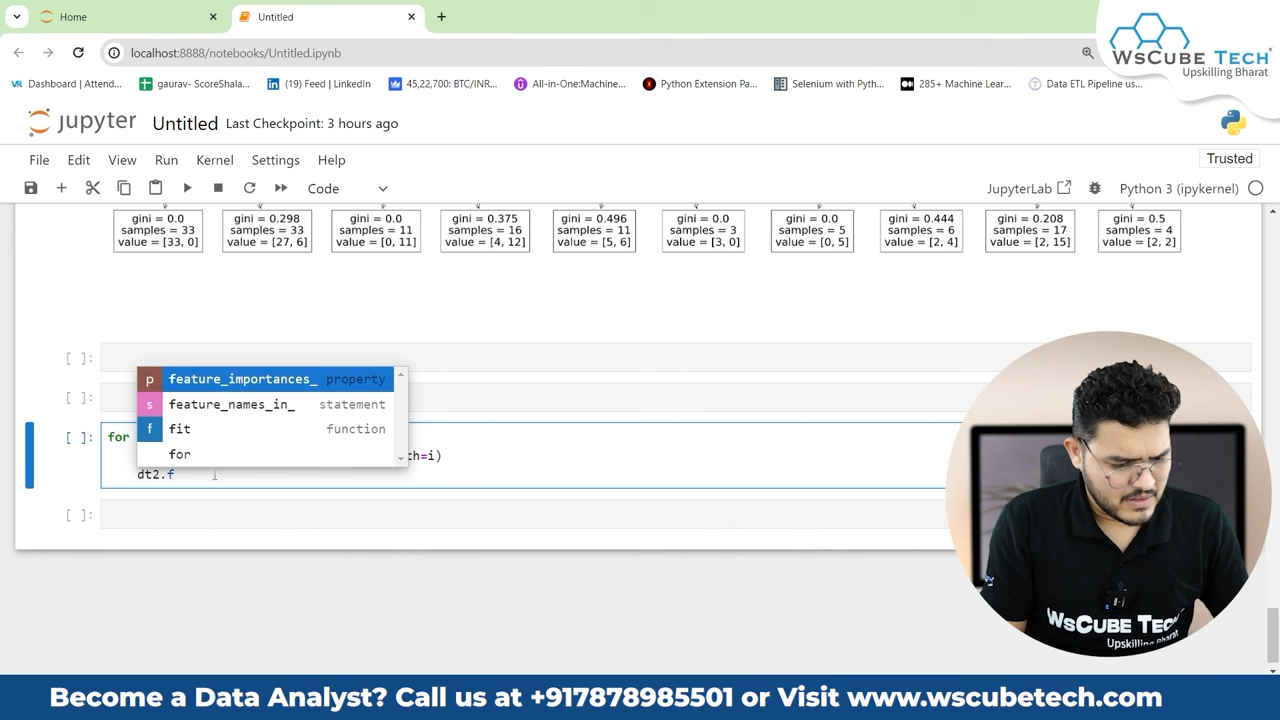 Home
Untitled
localhost:8888/notebooks/Untitled.ipynb
WsCube Tech
Upskilling Bharat
Dashboard | Attend...
gaurav- ScoreShala...
(19) Feed | LinkedIn
45,22,700: BTC/INR...
All-in-One:Machine...
Python Extension Pa...
Selenium with Pyth...
285+ Machine Lear...
Data ETL Pipeline us...
jupyter Untitled Last Checkpoint: 3 hours ago
File Edit View Run Kernel Settings Help
Trusted
Code
JupyterLab
Python 3 (ipykernel)
gini = 0.0
samples = 33
value = [33, 0]
gini = 0.298
samples = 33
value = [27, 6]
gini = 0.0
samples = 11
value = [0, 11]
gini = 0.375
samples = 16
value = [4, 12]
gini = 0.496
samples = 11
value = [5, 6]
gini = 0.0
samples = 3
value = [3, 0]
gini = 0.0
samples = 5
value = [0, 5]
gini = 0.444
samples = 6
value = [2, 4]
gini = 0.208
samples = 17
value = [2, 15]
gini = 0.5
samples = 4
value = [2, 2]
[ ]:
p feature_importances_ property
[ ]:
s feature_names_in_ statement
f fit function
[ ]: for
for
th=i)
dt2.f
[ ]:
WsCube Tec
Upskilling Bharat
Become a Data Analyst? Call us at +917878985501 or Visit www.wscubetech.com